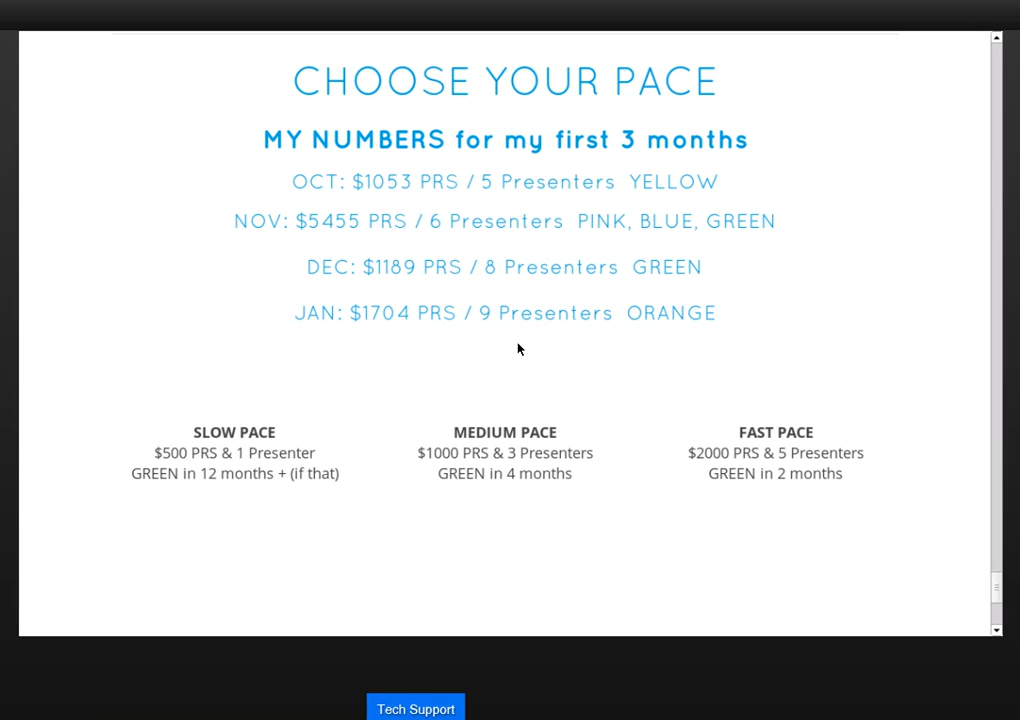 CHOOSE YOUR PACE
MY NUMBERS for my first 3 months
OCT: $1053 PRS / 5 Presenters YELLOW
NOV: $5455 PRS / 6 Presenters PINK, BLUE, GREEN
DEC: $1189 PRS / 8 Presenters GREEN
JAN: $1704 PRS / 9 Presenters ORANGE
SLOW PACE
$500 PRS & 1 Presenter
GREEN in 12 months + (if that)
MEDIUM PACE
$1000 PRS & 3 Presenters
GREEN in 4 months
FAST PACE
$2000 PRS & 5 Presenters
GREEN in 2 months
Tech Support